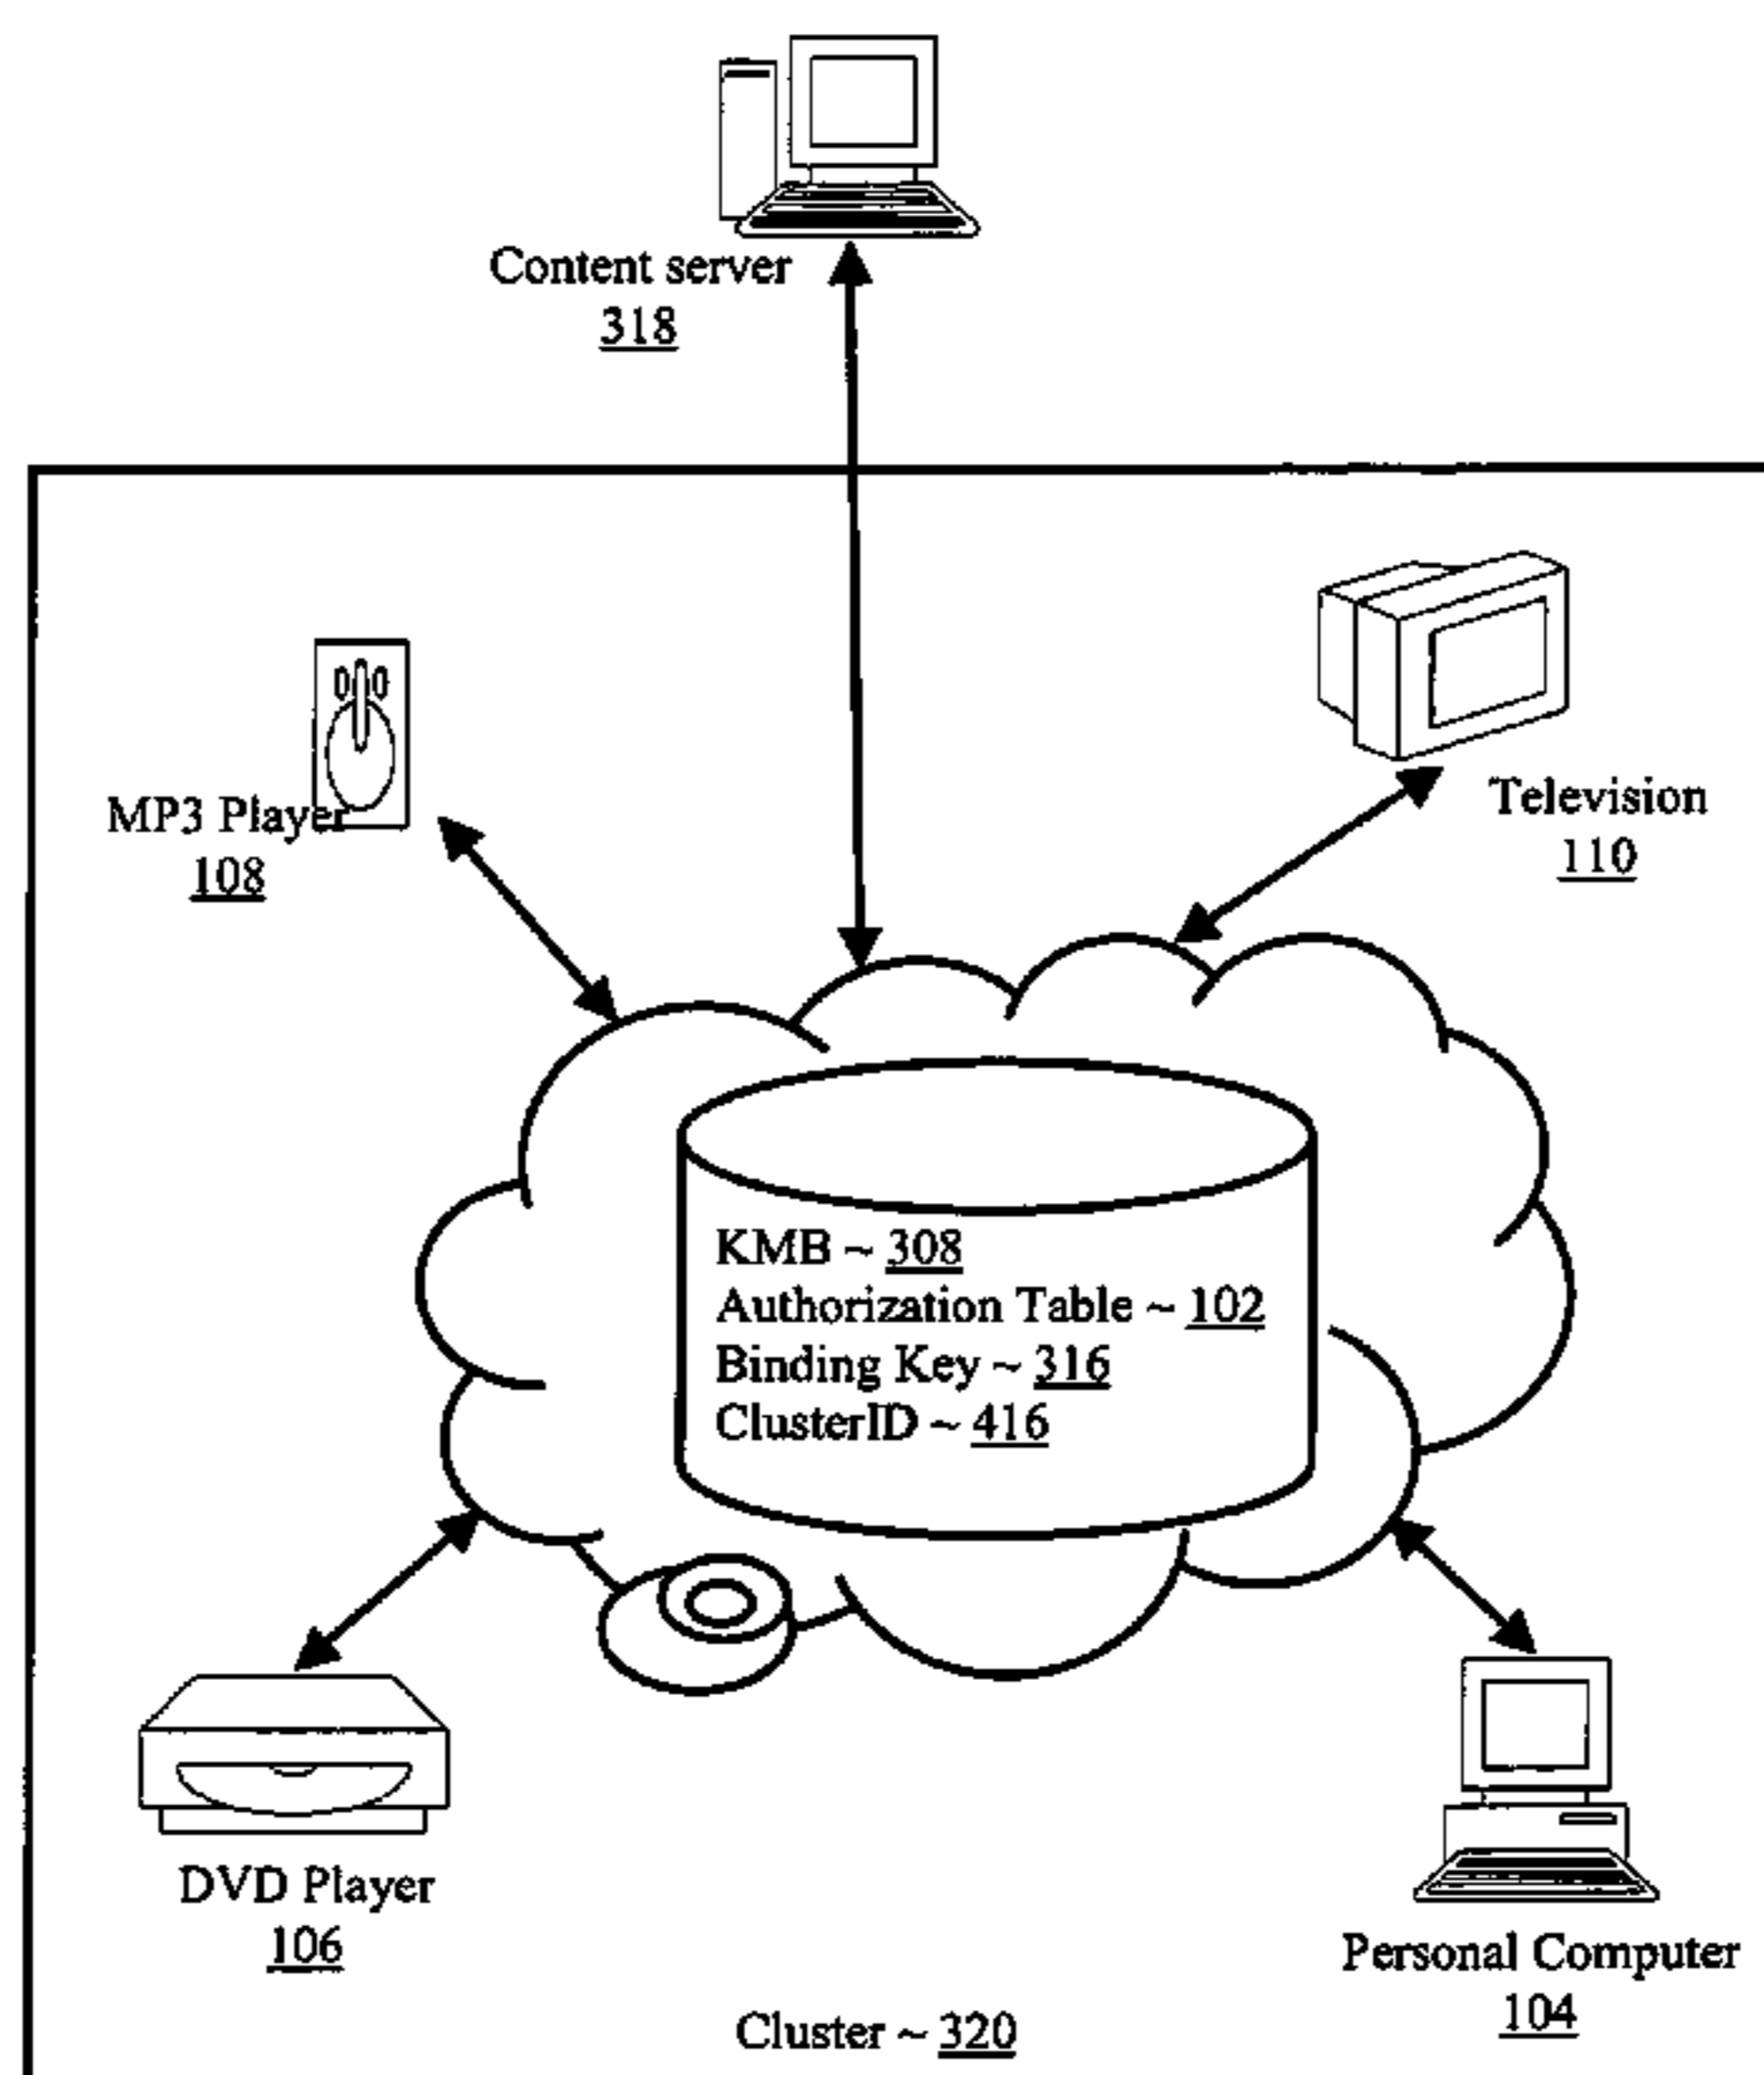 Content server
318
MP3 Player
108
Television
110
KMB ~ 308
Authorization Table ~ 102
Binding Key ~ 316
ClusterID ~ 416
DVD Player
106
Personal Computer
104
Cluster ~ 320